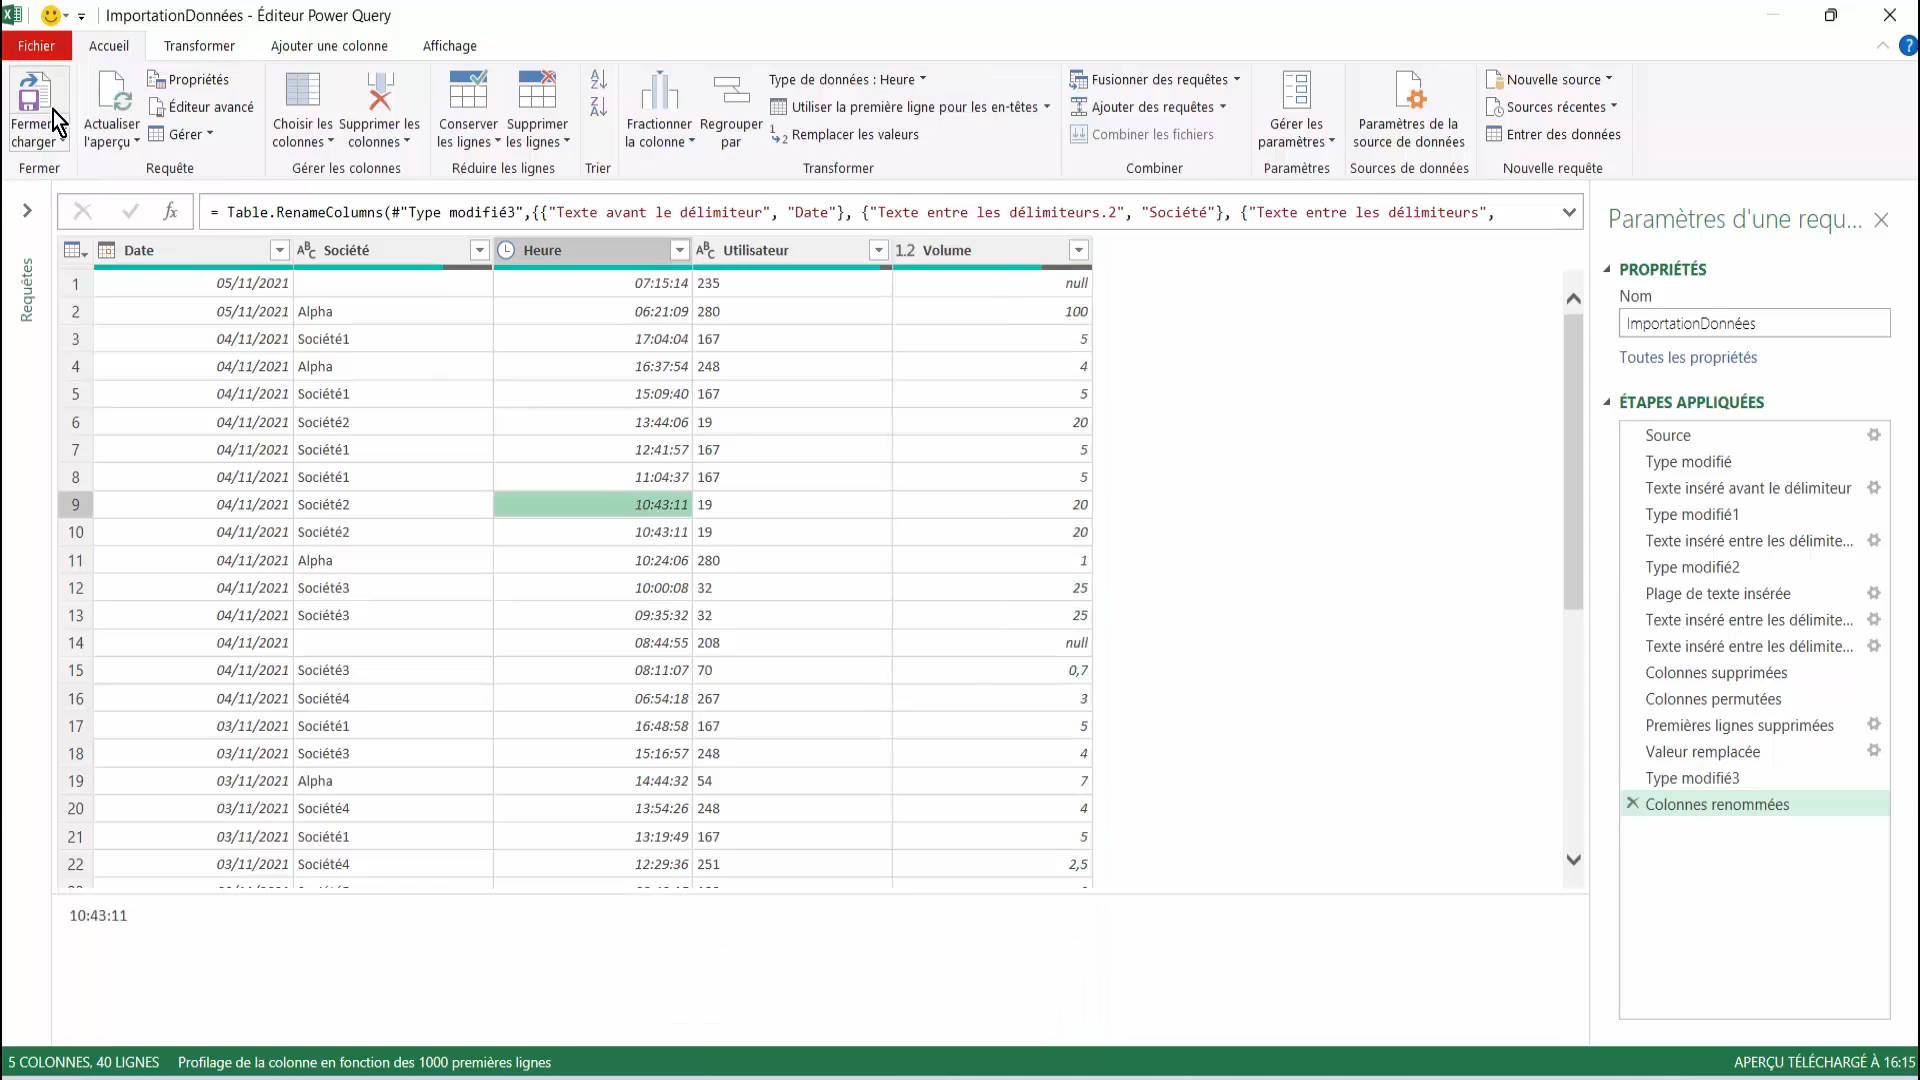 ImportationDonnées - Éditeur Power Query
Fichier
Accueil
Transformer
Ajouter une colonne
Affichage
?
Fermer
charger
Fermer
Actualiser
l'aperçu
Propriétés
Éditeur avancé
Gérer
Requête
Choisir les
colonnes
Supprimer les
colonnes
Gérer les colonnes
Conserver
les lignes
Supprimer
les lignes
Réduire les lignes
Trier
Fractionner
la colonne
Regrouper
par
Type de données : Heure
Utiliser la première ligne pour les en-têtes
Remplacer les valeurs
Transformer
Fusionner des requêtes
Ajouter des requêtes
Combiner les fichiers
Combiner
Gérer les
paramètres
Paramètres
Paramètres de la
source de données
Sources de données
Nouvelle source
Sources récentes
Entrer des données
Nouvelle requête
fx
= Table.RenameColumns(#"Type modifié3",{{"Texte avant le délimiteur", "Date"}, {"Texte entre les délimiteurs.2", "Société"}, {"Texte entre les délimiteurs",
Requêtes
Date ABC Société Heure ABC Utilisateur 1.2 Volume
1 05/11/2021 07:15:14 235 null
2 05/11/2021 Alpha 06:21:09 280 100
3 04/11/2021 Société1 17:04:04 167 5
4 04/11/2021 Alpha 16:37:54 248 4
5 04/11/2021 Société1 15:09:40 167 5
6 04/11/2021 Société2 13:44:06 19 20
7 04/11/2021 Société1 12:41:57 167 5
8 04/11/2021 Société1 11:04:37 167 5
9 04/11/2021 Société2 10:43:11 19 20
10 04/11/2021 Société2 10:43:11 19 20
11 04/11/2021 Alpha 10:24:06 280 1
12 04/11/2021 Société3 10:00:08 32 25
13 04/11/2021 Société3 09:35:32 32 25
14 04/11/2021 08:44:55 208 null
15 04/11/2021 Société3 08:11:07 70 0,7
16 04/11/2021 Société4 06:54:18 267 3
17 03/11/2021 Société1 16:48:58 167 5
18 03/11/2021 Société3 15:16:57 248 4
19 03/11/2021 Alpha 14:44:32 54 7
20 03/11/2021 Société4 13:54:26 248 4
21 03/11/2021 Société1 13:19:49 167 5
22 03/11/2021 Société4 12:29:36 251 2,5
10:43:11
Paramètres d'une requ...
PROPRIÉTÉS
Nom
ImportationDonnées
Toutes les propriétés
ÉTAPES APPLIQUÉES
Source
Type modifié
Texte inséré avant le délimiteur
Type modifié1
Texte inséré entre les délimite...
Type modifié2
Plage de texte insérée
Texte inséré entre les délimite...
Texte inséré entre les délimite...
Colonnes supprimées
Colonnes permutées
Premières lignes supprimées
Valeur remplacée
Type modifié3
Colonnes renommées
5 COLONNES, 40 LIGNES
Profilage de la colonne en fonction des 1000 premières lignes
APERÇU TÉLÉCHARGÉ À 16:15